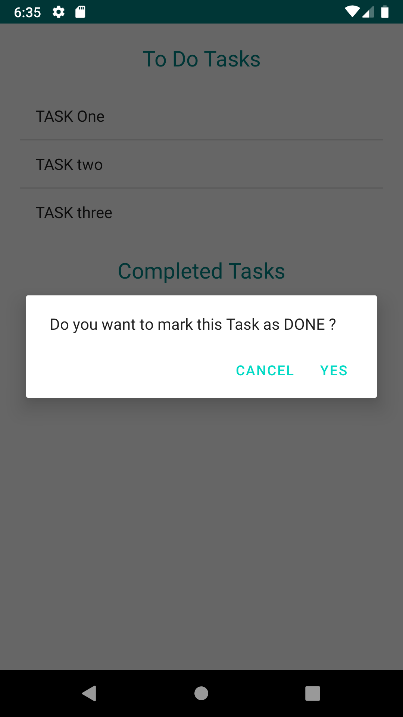 6:35
To Do Tasks
TASK One
TASK two
TASK three
Completed Tasks
Do you want to mark this Task as DONE ?
CANCEL YES